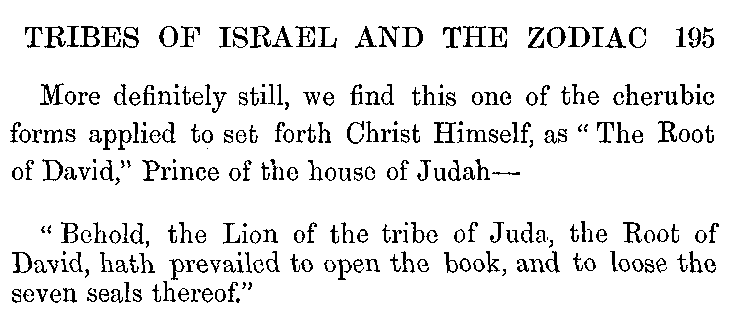 TRIBES OF ISRAEL AND THE ZODIAC 195
More definitely still, we find this one of the cherubic
forms applied to set forth Christ Himself, as “The Root
of David,” Prince of the house of Judah—
“Behold, the Lion of the tribe of Juda, the Root of
David, hath prevailed to open the book, and to loose the
seven seals thereof.”